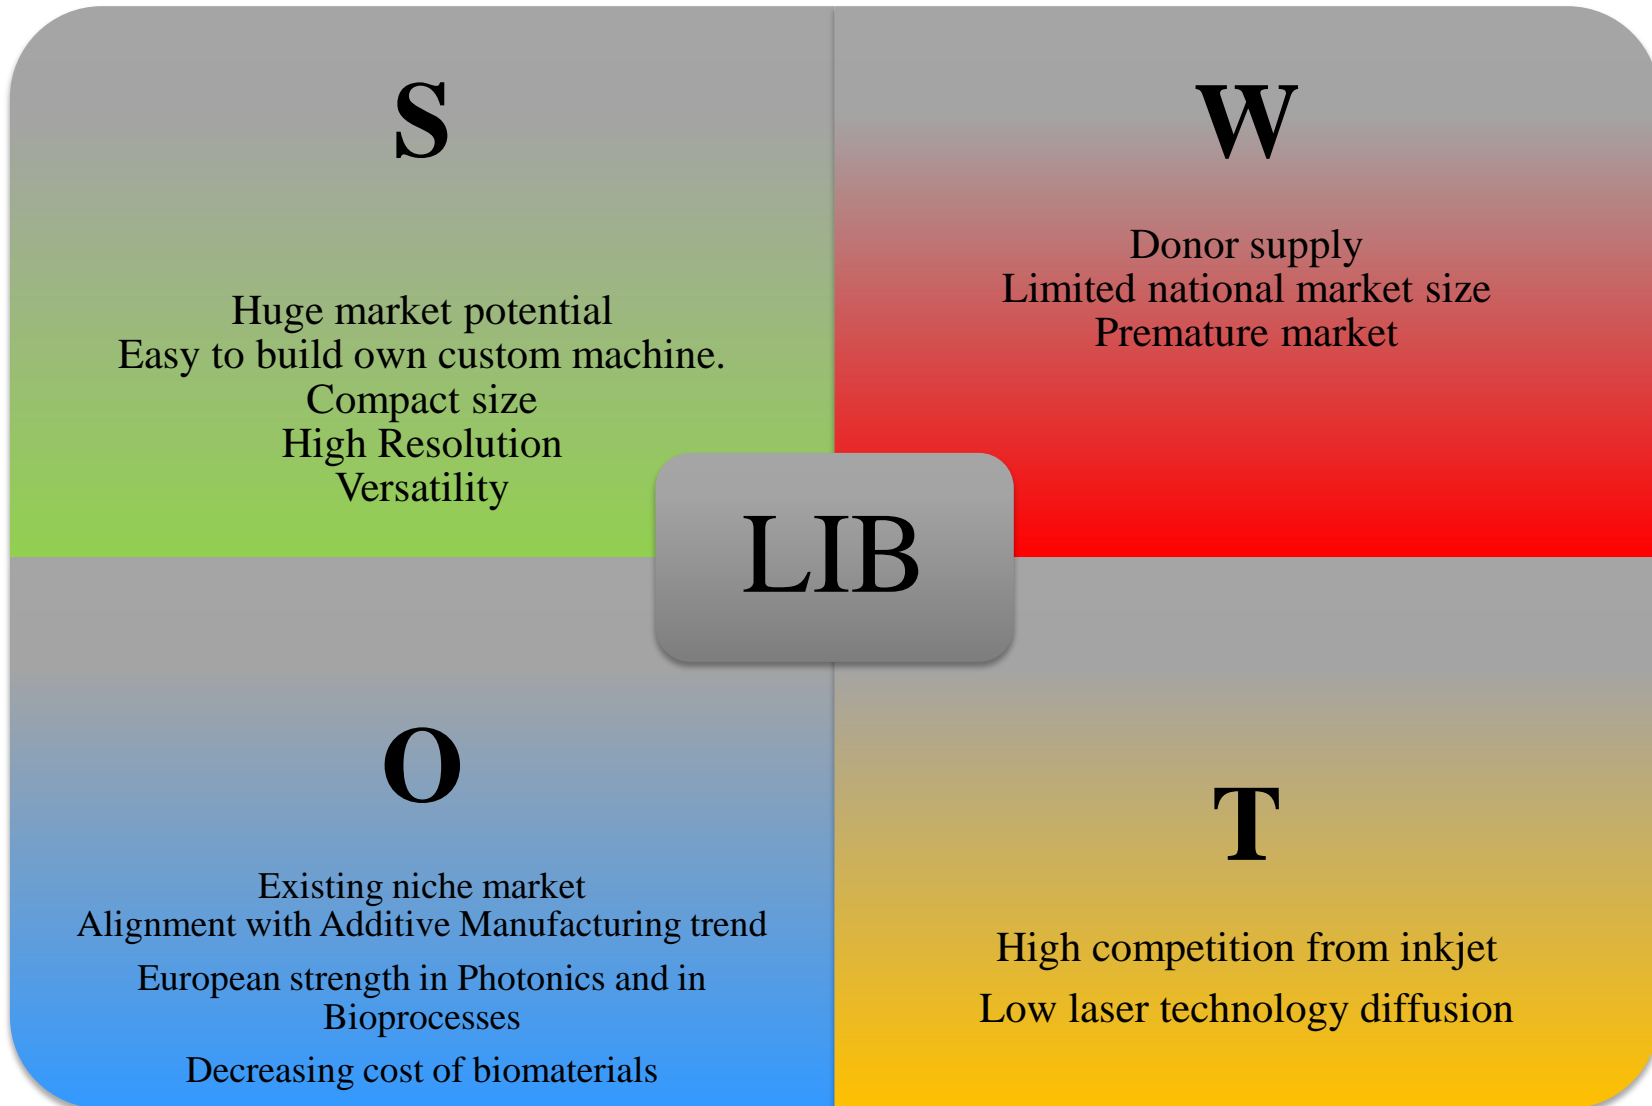 S
Huge market potential
Easy to build own custom machine.
Compact size
High Resolution
Versatility
W
Donor supply
Limited national market size
Premature market
LIB
O
Existing niche market
Alignment with Additive Manufacturing trend
European strength in Photonics and in
Bioprocesses
Decreasing cost of biomaterials
T
High competition from inkjet
Low laser technology diffusion